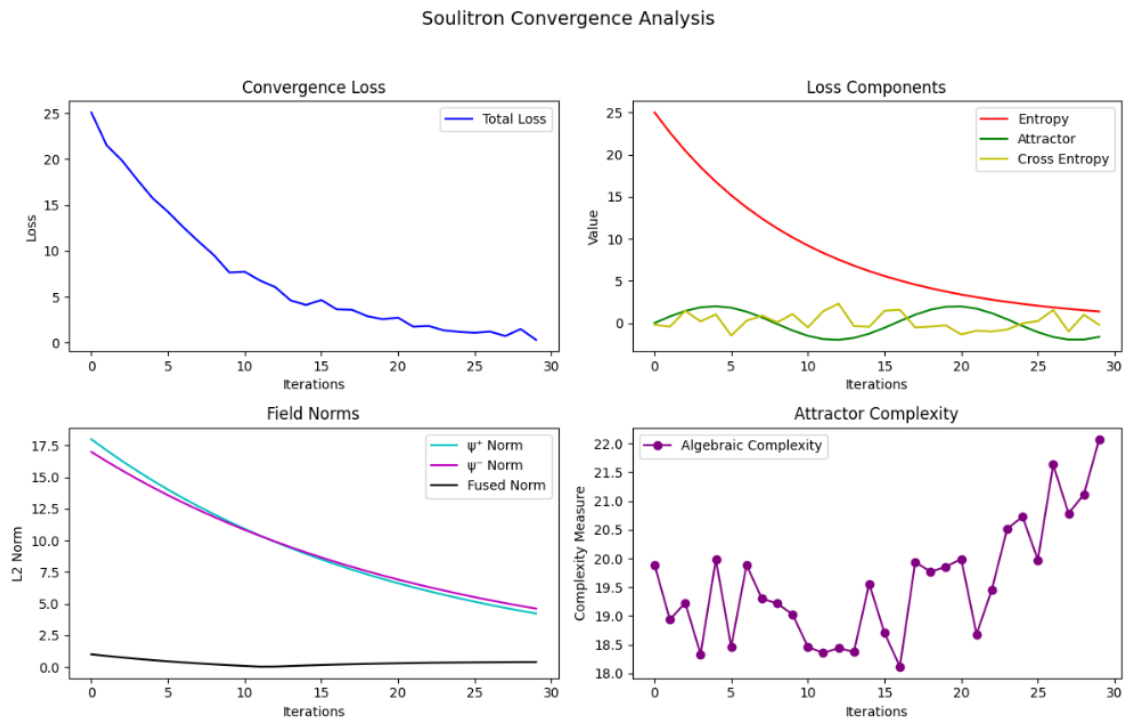 Soulitron Convergence Analysis
Convergence Loss
Loss
25
20
15
10
5
0
Total Loss
0 5 10 15 20 25 30
Iterations
Loss Components
Value
25
20
15
10
5
0
Entropy
Attractor
Cross Entropy
0 5 10 15 20 25 30
Iterations
Field Norms
L2 Norm
17.5
15.0
12.5
10.0
7.5
5.0
2.5
0.0
ψ⁺ Norm
ψ⁻ Norm
Fused Norm
0 5 10 15 20 25 30
Iterations
Attractor Complexity
Complexity Measure
22.0
21.5
21.0
20.5
20.0
19.5
19.0
18.5
18.0
Algebraic Complexity
0 5 10 15 20 25 30
Iterations